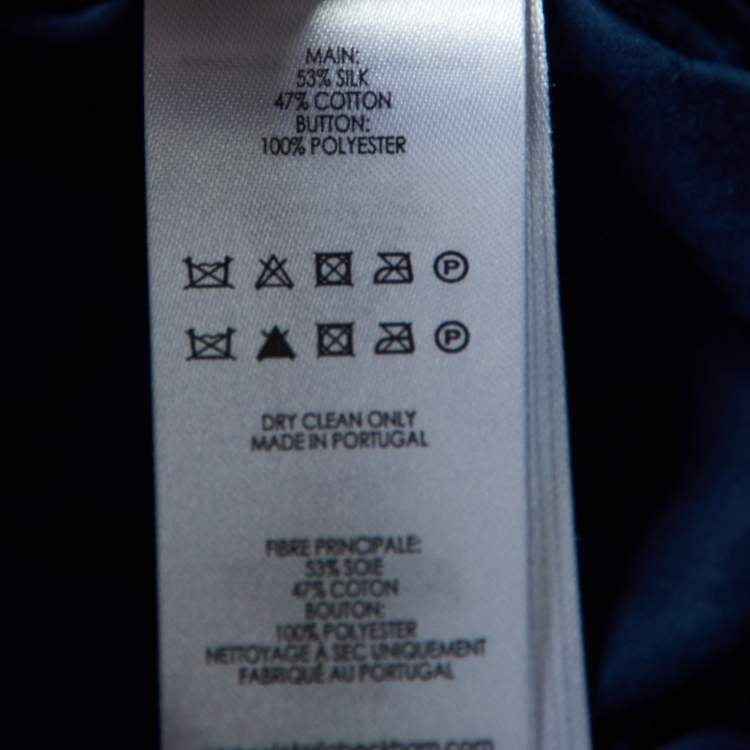 MAIN:
53% SILK
47% COTTON
BUTTON:
100% POLYESTER
P
P
DRY CLEAN ONLY
MADE IN PORTUGAL
FIBRE PRINCIPALE:
53% SOIE
47% COTON
BOUTON:
100% POLYESTER
NETTOYAGE À SEC UNIQUEMENT
FABRIQUÉ AU PORTUGAL